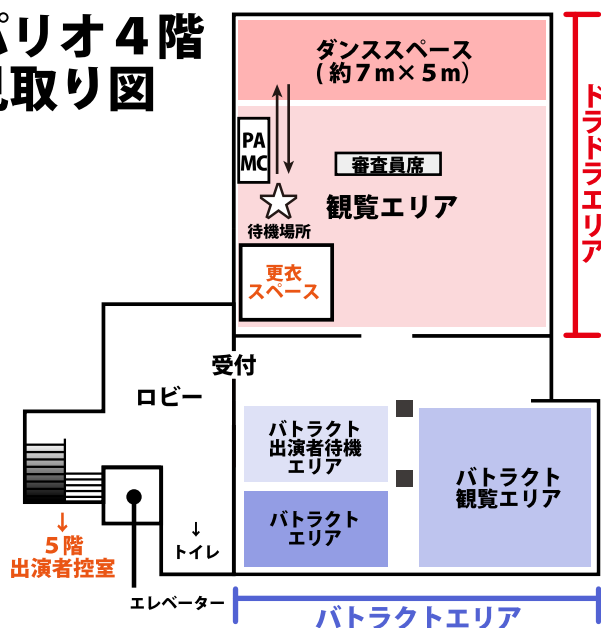 パリオ４階
見取り図
ダンススペース
(約７m×５m)
PA
MC
審査員席
観覧エリア
待機場所
更衣
スペース
ドラドラエリア
受付
ロビー
バトラクト
出演者待機
エリア
バトラクト
観覧エリア
バトラクト
エリア
↓
５階
出演者控室
↓
トイレ
エレベーター
バトラクトエリア